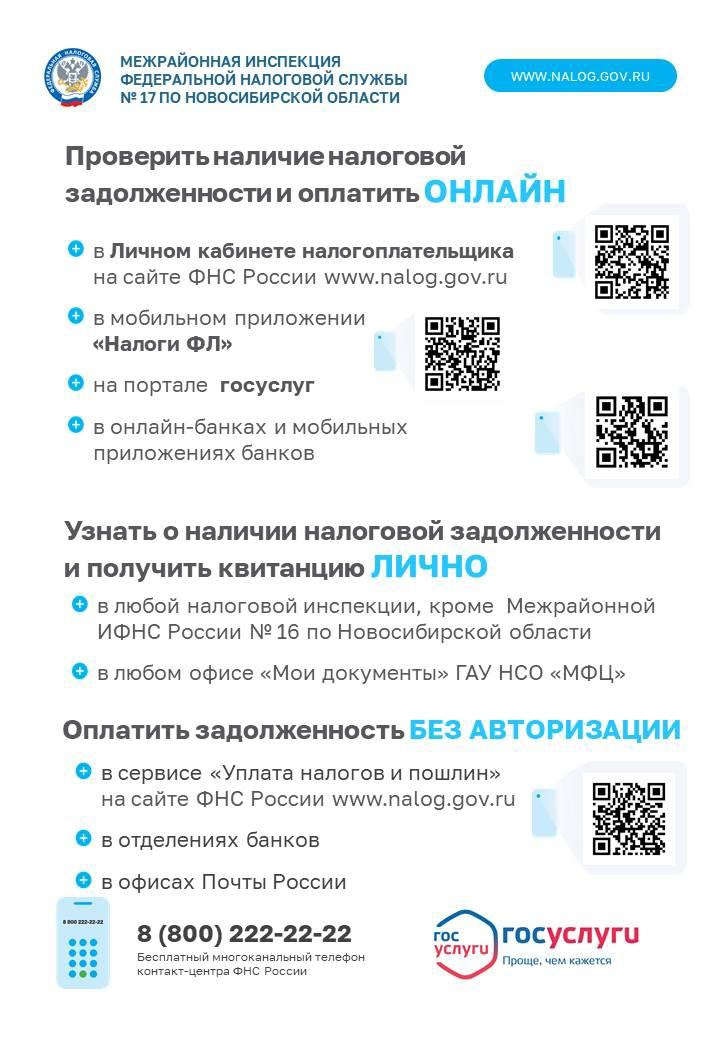 МЕЖРАЙОННАЯ ИНСПЕКЦИЯ
ФЕДЕРАЛЬНОЙ НАЛОГОВОЙ СЛУЖБЫ
№ 17 ПО НОВОСИБИРСКОЙ ОБЛАСТИ
WWW.NALOG.GOV.RU
Проверить наличие налоговой
задолженности и оплатить ОНЛАЙН
в Личном кабинете налогоплательщика
на сайте ФНС России www.nalog.gov.ru
в мобильном приложении
«Налоги ФЛ»
на портале госуслуг
в онлайн-банках и мобильных
приложениях банков
Узнать о наличии налоговой задолженности
и получить квитанцию ЛИЧНО
в любой налоговой инспекции, кроме Межрайонной
ИФНС России № 16 по Новосибирской области
в любом офисе «Мои документы» ГАУ НСО «МФЦ»
Оплатить задолженность БЕЗ АВТОРИЗАЦИИ
в сервисе «Уплата налогов и пошлин»
на сайте ФНС России www.nalog.gov.ru
в отделениях банков
в офисах Почты России
8 800 222-22-22
8 (800) 222-22-22
Бесплатный многоканальный телефон
контакт-центра ФНС России
гос
услуги
госуслуги
Проще, чем кажется